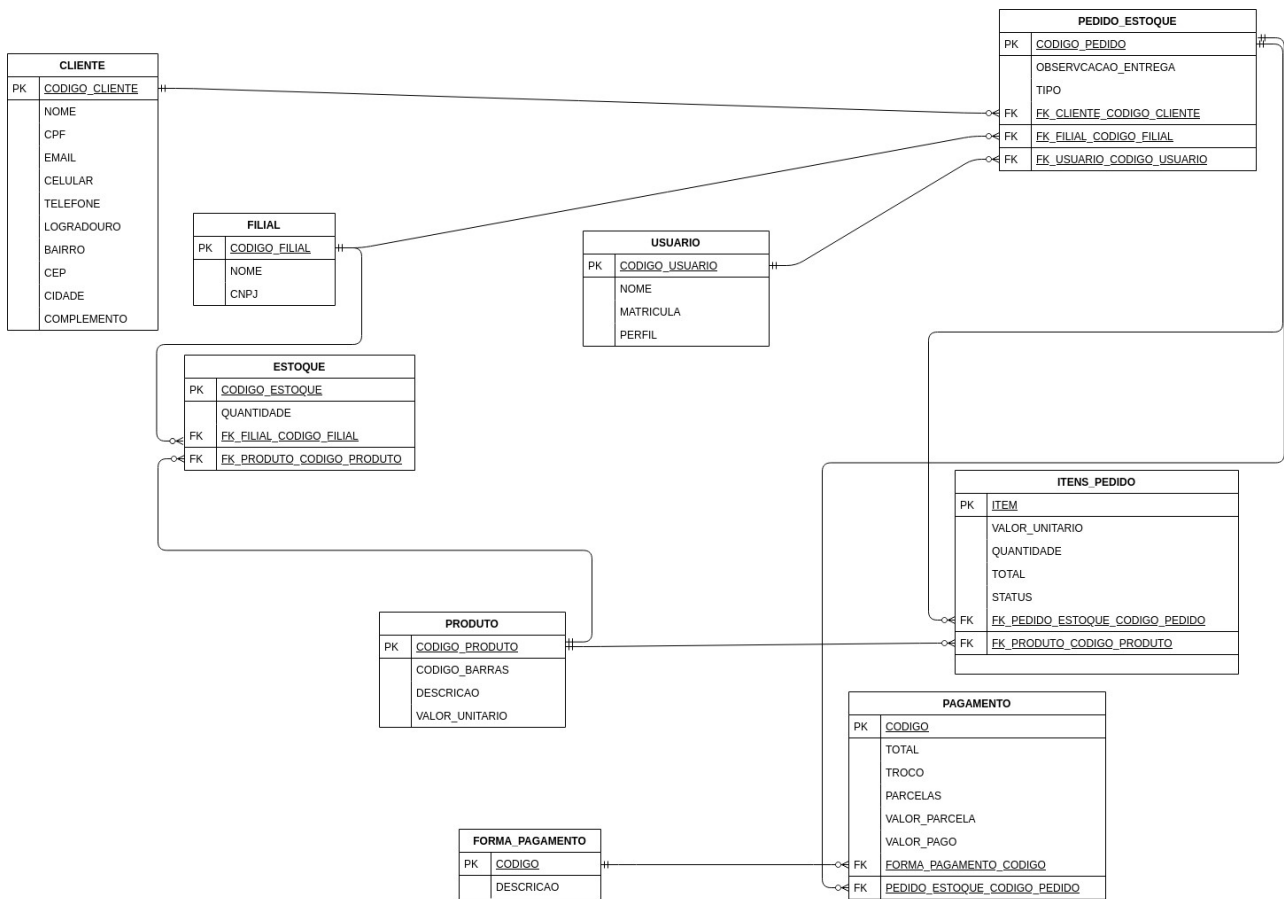 PEDIDO_ESTOQUE
PK CODIGO_PEDIDO
OBSERVCACAO_ENTREGA
TIPO
FK FK_CLIENTE_CODIGO_CLIENTE
FK FK_FILIAL_CODIGO_FILIAL
FK FK_USUARIO_CODIGO_USUARIO
CLIENTE
PK CODIGO_CLIENTE
NOME
CPF
EMAIL
CELULAR
TELEFONE
LOGRADOURO
BAIRRO
CEP
CIDADE
COMPLEMENTO
FILIAL
PK CODIGO_FILIAL
NOME
CNPJ
USUARIO
PK CODIGO_USUARIO
NOME
MATRICULA
PERFIL
ESTOQUE
PK CODIGO_ESTOQUE
QUANTIDADE
FK FK_FILIAL_CODIGO_FILIAL
FK FK_PRODUTO_CODIGO_PRODUTO
ITENS_PEDIDO
PK ITEM
VALOR_UNITARIO
QUANTIDADE
TOTAL
STATUS
FK FK_PEDIDO_ESTOQUE_CODIGO_PEDIDO
FK FK_PRODUTO_CODIGO_PRODUTO
PRODUTO
PK CODIGO_PRODUTO
CODIGO_BARRAS
DESCRICAO
VALOR_UNITARIO
PAGAMENTO
PK CODIGO
TOTAL
TROCO
PARCELAS
VALOR_PARCELA
VALOR_PAGO
FK FORMA_PAGAMENTO_CODIGO
FK PEDIDO_ESTOQUE_CODIGO_PEDIDO
FORMA_PAGAMENTO
PK CODIGO
DESCRICAO